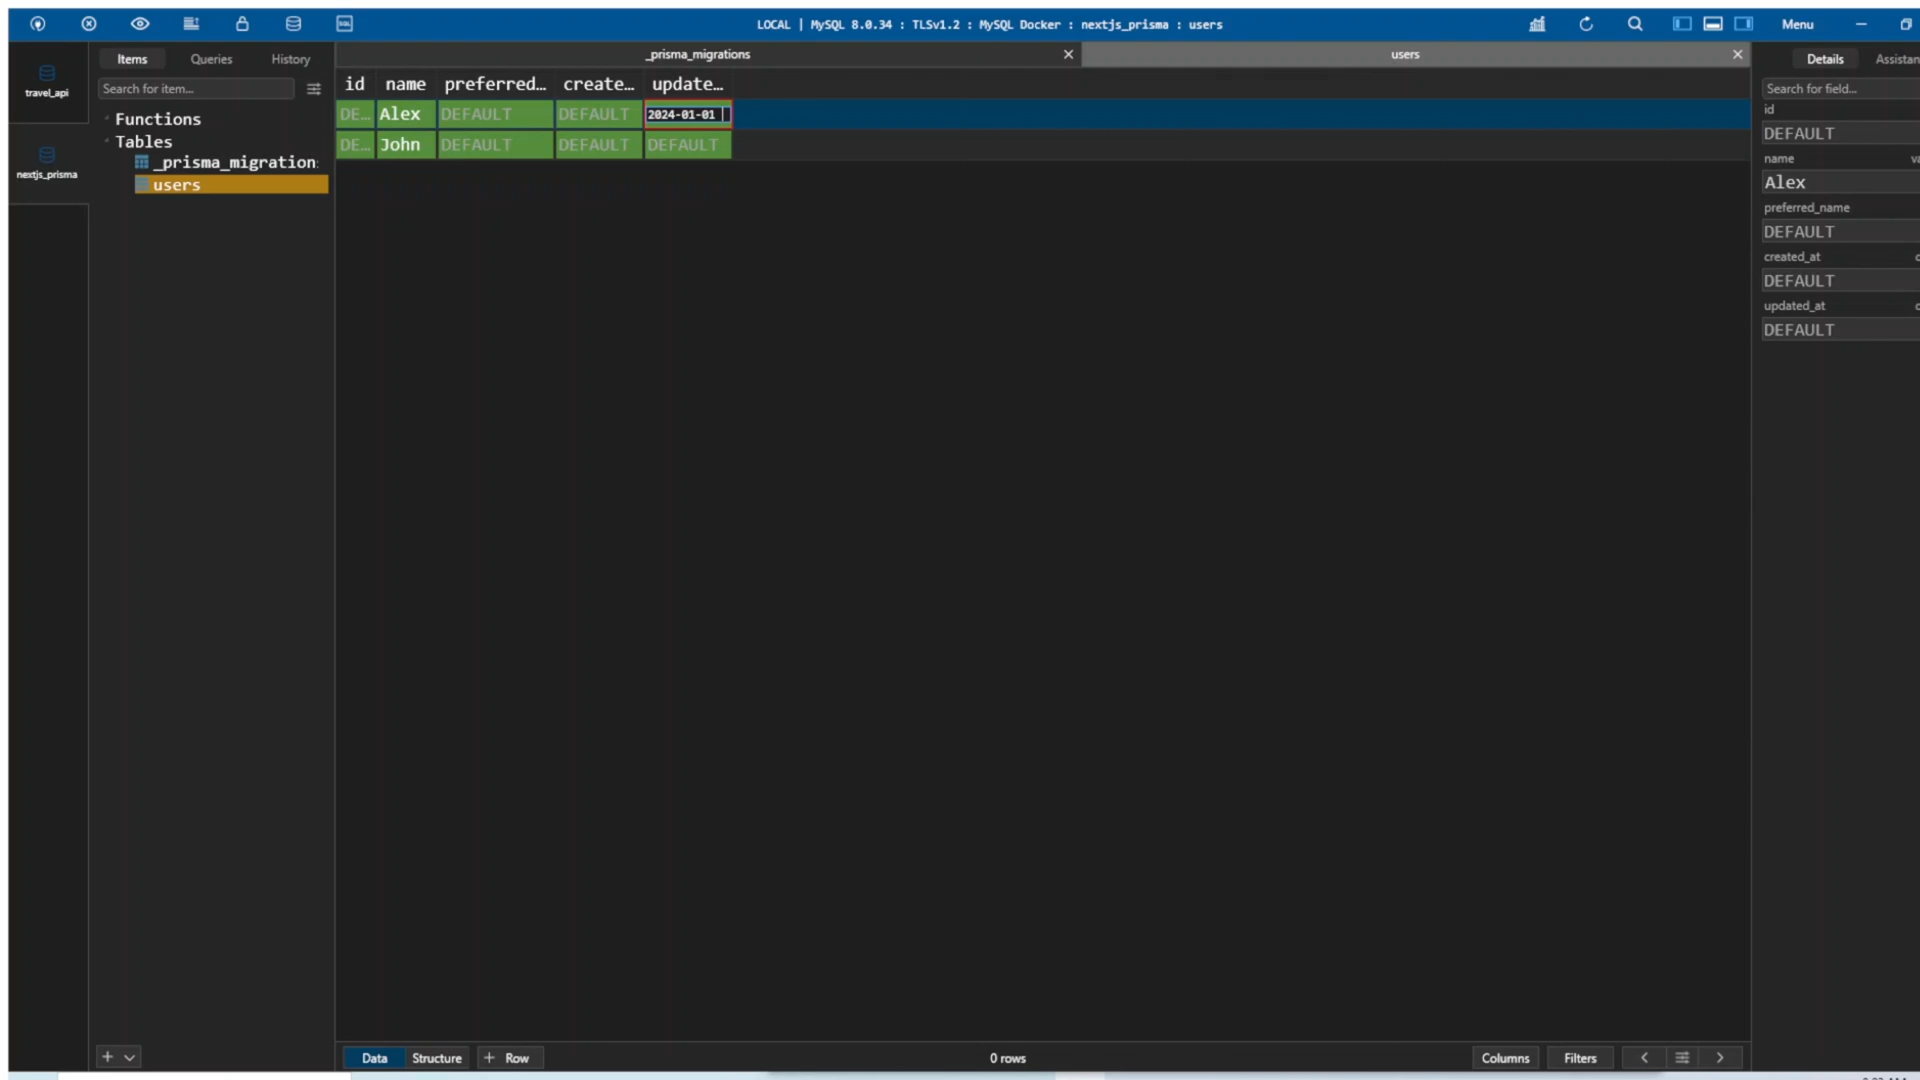 LOCAL | MySQL 8.0.34 : TLSv1.2 : MySQL Docker : nextjs_prisma : users
Menu
travel_api
nextjs_prisma
Items Queries History
Search for item...
Functions
Tables
_prisma_migration
users
_prisma_migrations
users
id name preferred... create... update...
DE... Alex DEFAULT DEFAULT 2024-01-01
DE... John DEFAULT DEFAULT DEFAULT
Details Assistan
Search for field...
id
DEFAULT
name
Alex
preferred_name
DEFAULT
created_at
DEFAULT
updated_at
DEFAULT
Data Structure + Row
0 rows
Columns Filters